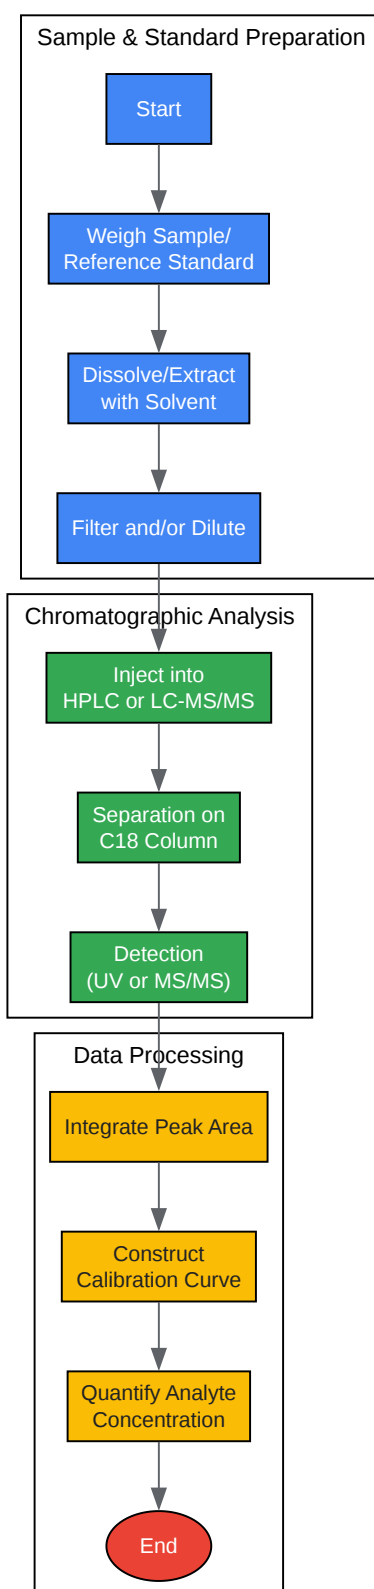 Sample & Standard Preparation
Start
Weigh Sample/
Reference Standard
Dissolve/Extract
with Solvent
Filter and/or Dilute
Chromatographic Analysis
Inject into
HPLC or LC-MS/MS
Separation on
C18 Column
Detection
(UV or MS/MS)
Data Processing
Integrate Peak Area
Construct
Calibration Curve
Quantify Analyte
Concentration
End